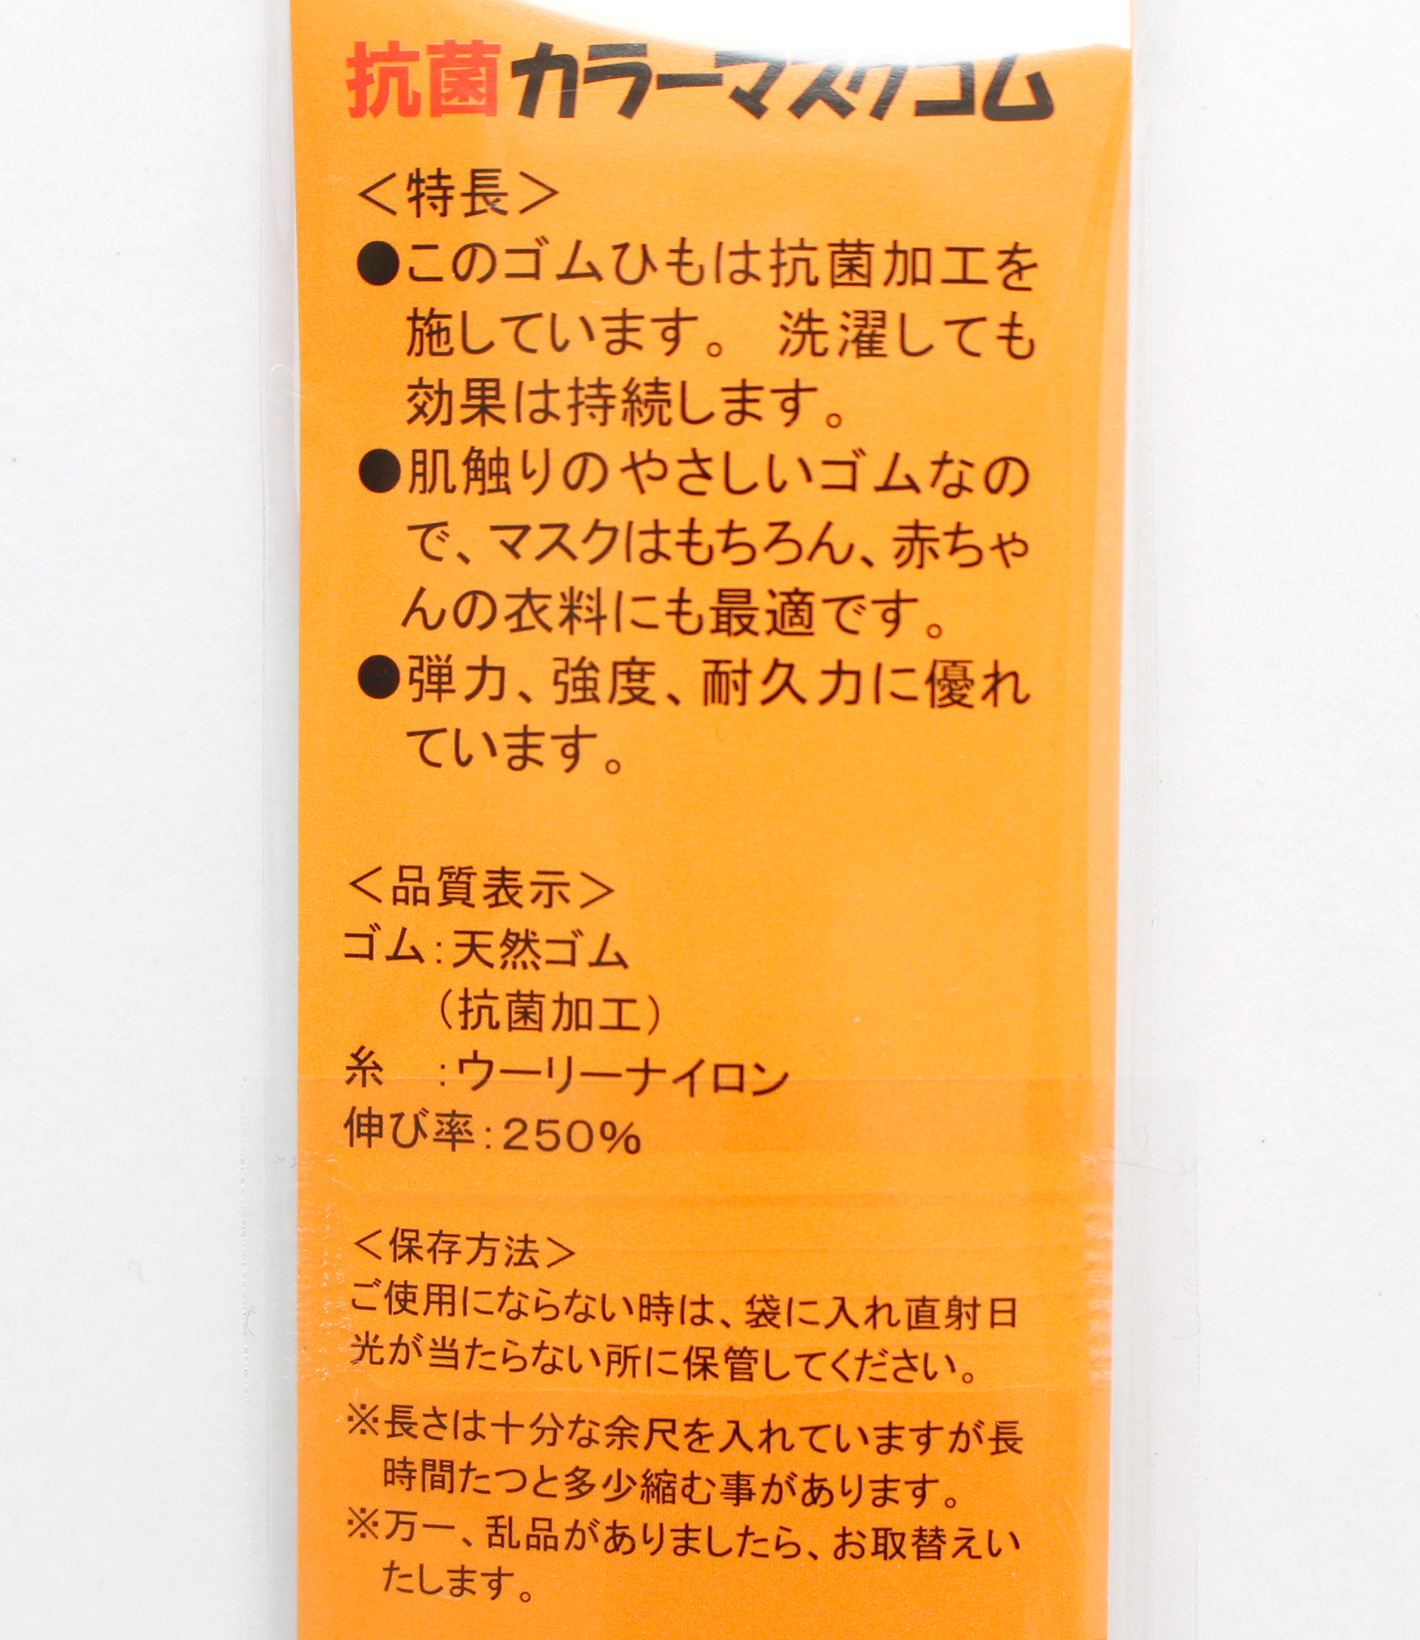 抗菌カラーマスクゴム
＜特長＞
●このゴムひもは抗菌加工を
施しています。 洗濯しても
効果は持続します。
●肌触りのやさしいゴムなの
で、マスクはもちろん、赤ちゃ
んの衣料にも最適です。
●弾力、強度、耐久力に優れ
ています。
＜品質表示＞
ゴム:天然ゴム
（抗菌加工）
糸　:ウーリーナイロン
伸び率:250%
＜保存方法＞
ご使用にならない時は、袋に入れ直射日
光が当たらない所に保管してください。
※長さは十分な余尺を入れていますが長
時間たつと多少縮む事があります。
※万一、乱品がありましたら、お取替えい
たします。